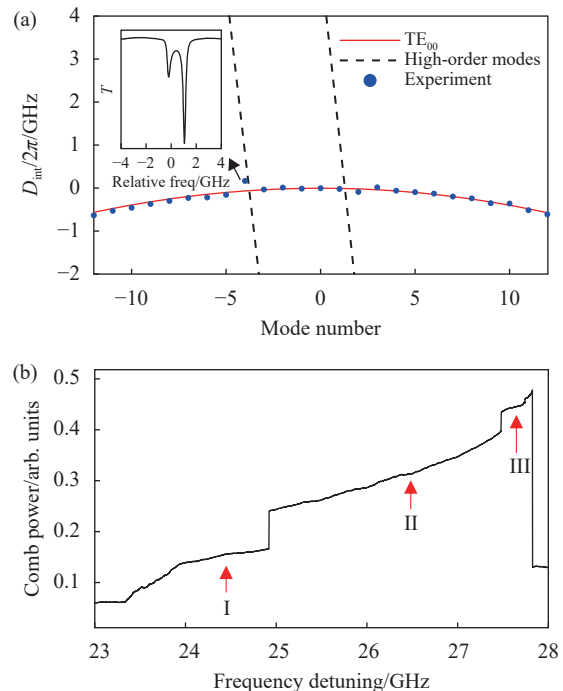 (a)
4
3
2
1
0
−1
−2
D_int/2π/GHz
−10
−5
0
5
10
Mode number
TE₀₀
High-order modes
Experiment
T
−4
−2
0
2
4
Relative freq/GHz
(b)
0.5
0.4
0.3
0.2
0.1
Comb power/arb. units
I
II
III
23
24
25
26
27
28
Frequency detuning/GHz